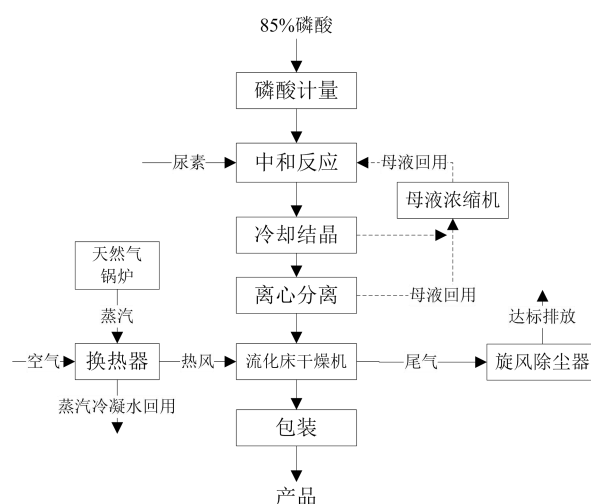 85%磷酸
磷酸计量
尿素
中和反应
母液回用
母液浓缩机
冷却结晶
天然气
锅炉
离心分离
母液回用
蒸汽
达标排放
空气
换热器
热风
流化床干燥机
尾气
旋风除尘器
蒸汽冷凝水回用
包装
产品